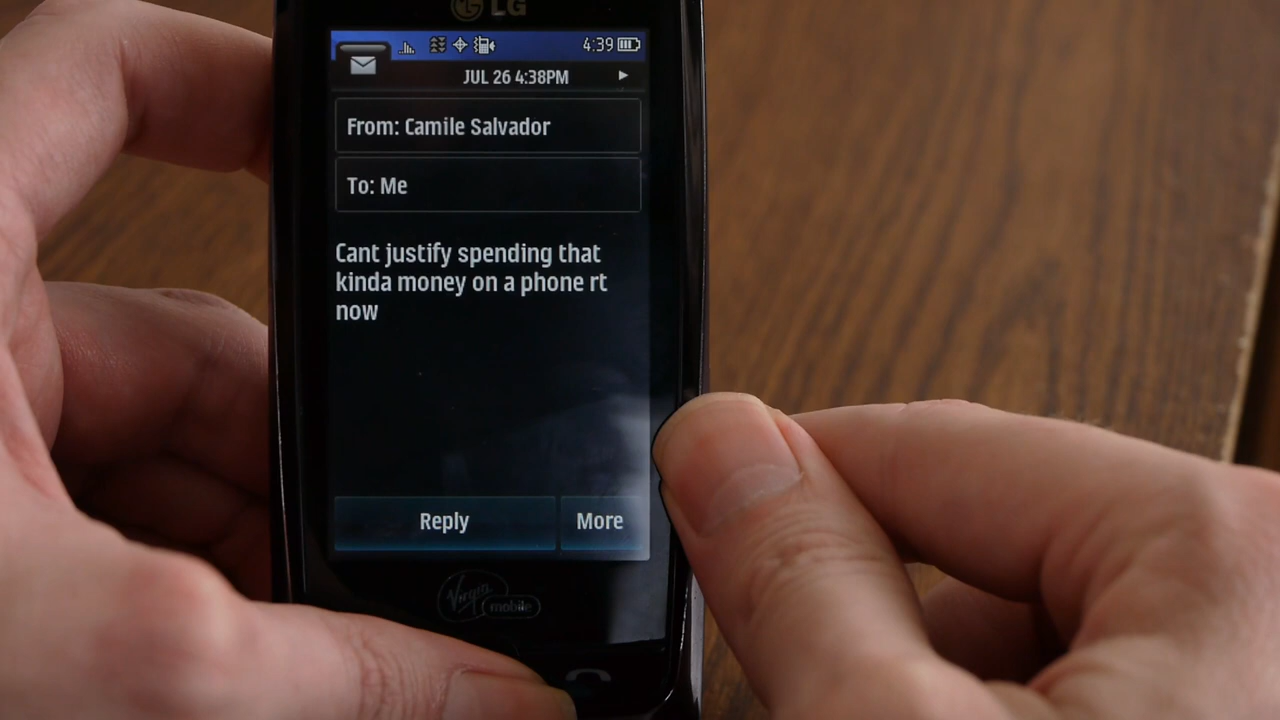 LG
4:39
JUL 26 4:38PM
From: Camile Salvador
To: Me
Cant justify spending that
kinda money on a phone rt
now
Reply
More
Virgin
mobile